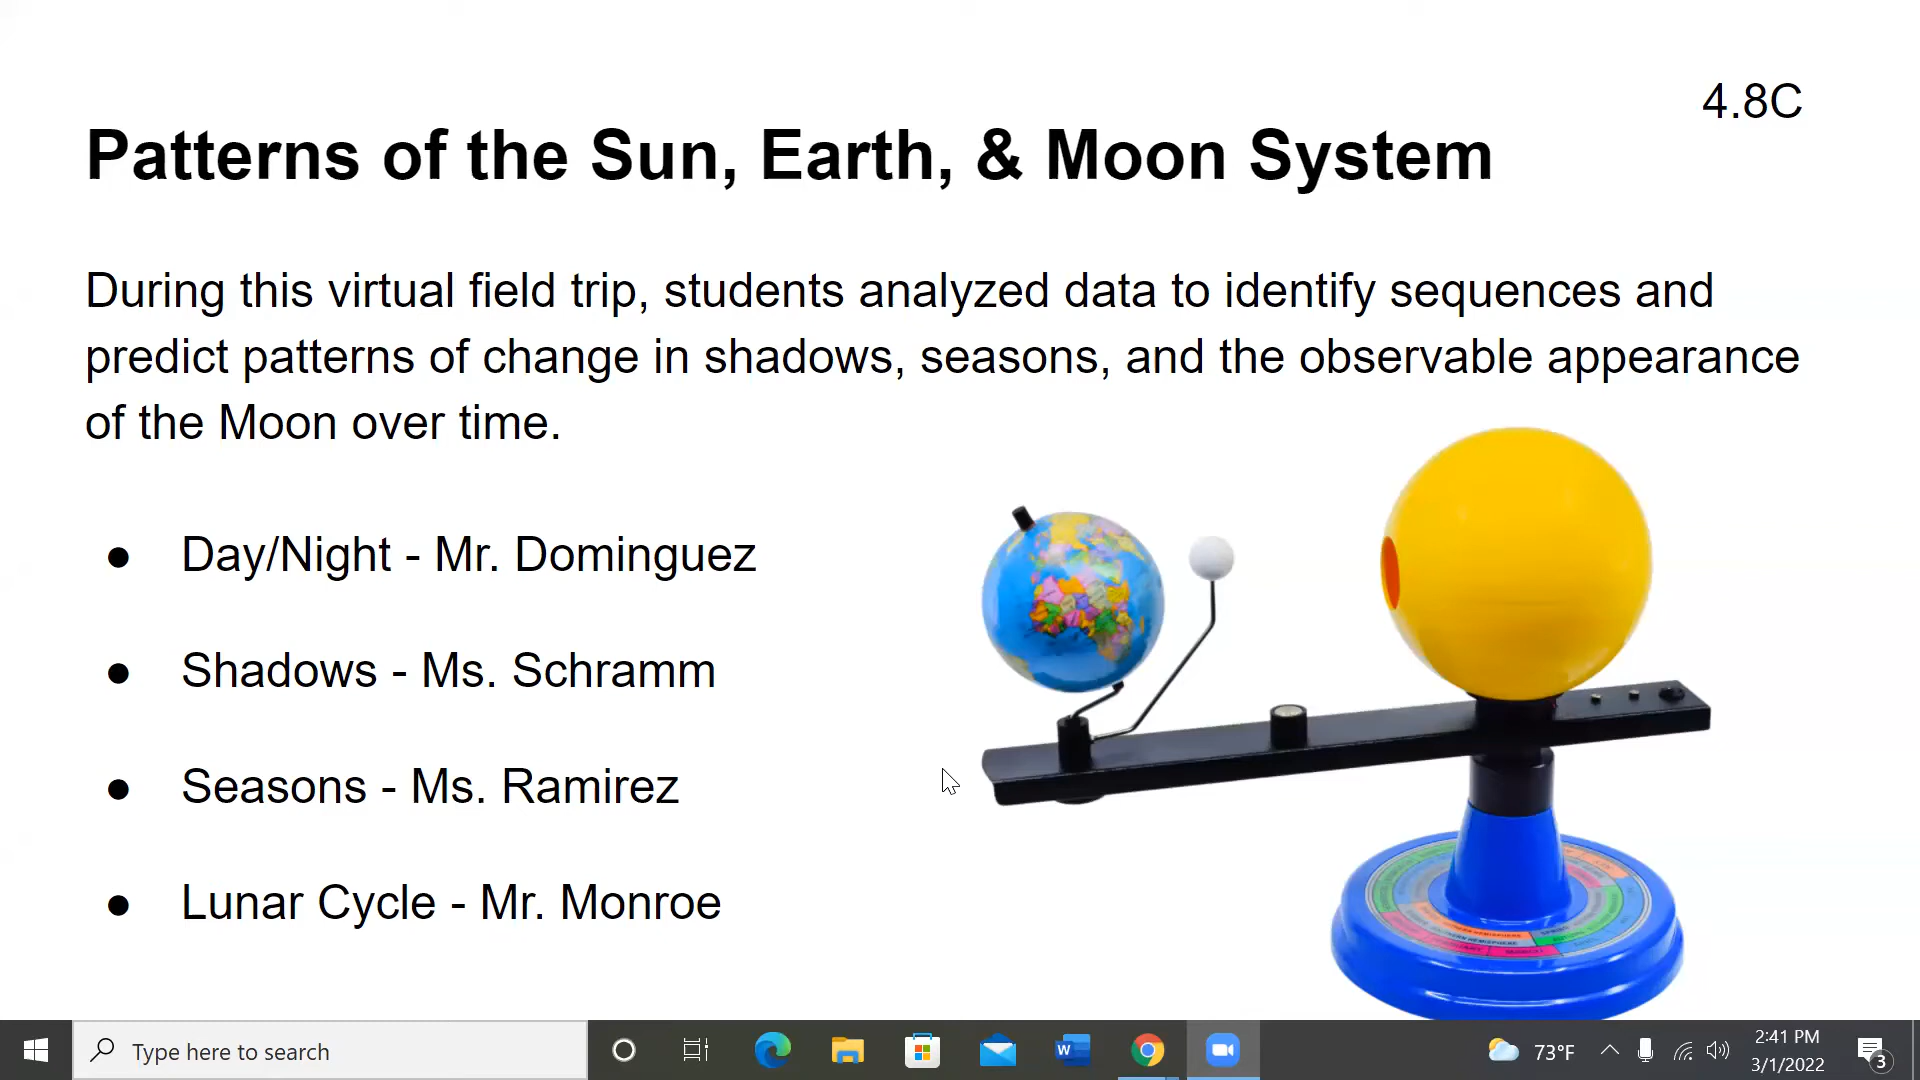 4.8C
Patterns of the Sun, Earth, & Moon System
During this virtual field trip, students analyzed data to identify sequences and
predict patterns of change in shadows, seasons, and the observable appearance
of the Moon over time.
● Day/Night - Mr. Dominguez
● Shadows - Ms. Schramm
● Seasons - Ms. Ramirez
● Lunar Cycle - Mr. Monroe
Type here to search
W
73°F
2:41 PM
3/1/2022
3